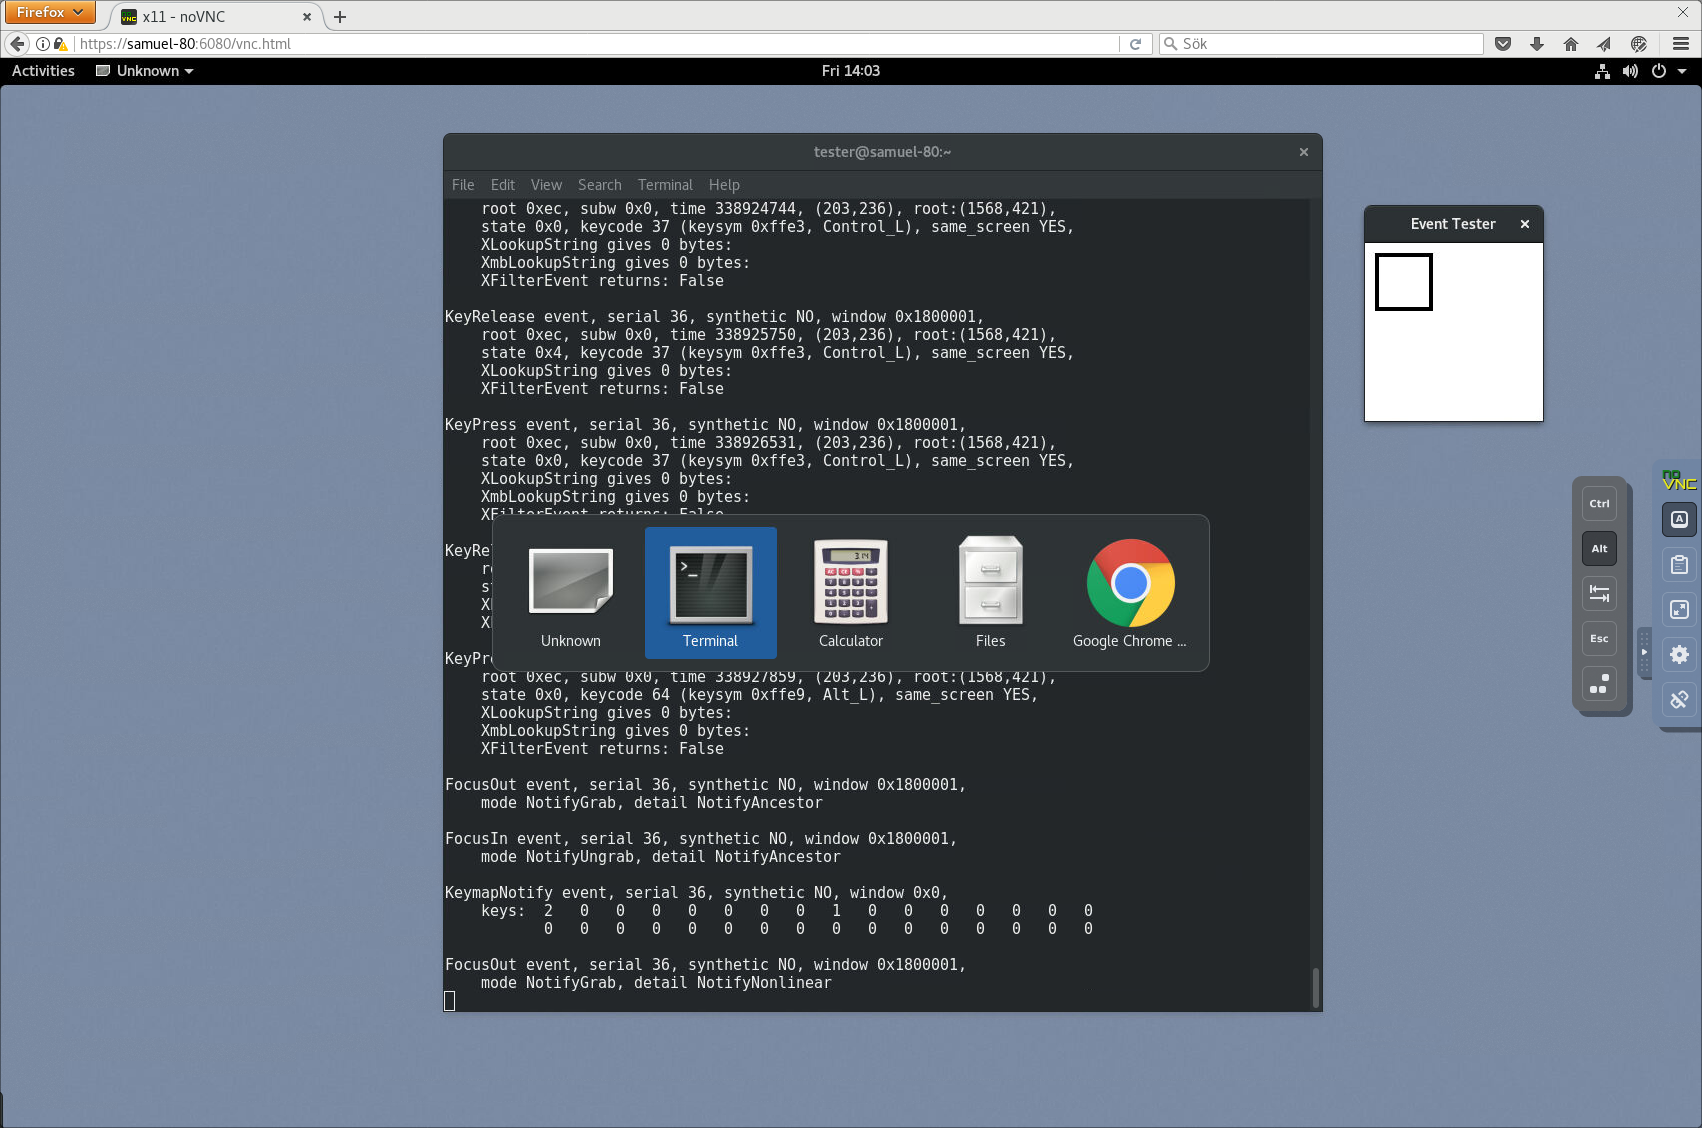 Firefox
x11 - noVNC
https://samuel-80:6080/vnc.html
Sök
Activities
Unknown
Fri 14:03
tester@samuel-80:~
File Edit View Search Terminal Help
root 0xec, subw 0x0, time 338924744, (203,236), root:(1568,421),
state 0x0, keycode 37 (keysym 0xffe3, Control_L), same_screen YES,
XLookupString gives 0 bytes:
XmbLookupString gives 0 bytes:
XFilterEvent returns: False
KeyRelease event, serial 36, synthetic NO, window 0x1800001,
root 0xec, subw 0x0, time 338925750, (203,236), root:(1568,421),
state 0x4, keycode 37 (keysym 0xffe3, Control_L), same_screen YES,
XLookupString gives 0 bytes:
XFilterEvent returns: False
KeyPress event, serial 36, synthetic NO, window 0x1800001,
root 0xec, subw 0x0, time 338926531, (203,236), root:(1568,421),
state 0x0, keycode 37 (keysym 0xffe3, Control_L), same_screen YES,
XLookupString gives 0 bytes:
XmbLookupString gives 0 bytes:
XFilterEvent returns: False
KeyRe
KeyPr
root 0xec, subw 0x0, time 338927859, (203,236), root:(1568,421),
state 0x0, keycode 64 (keysym 0xffe9, Alt_L), same_screen YES,
XLookupString gives 0 bytes:
XmbLookupString gives 0 bytes:
XFilterEvent returns: False
FocusOut event, serial 36, synthetic NO, window 0x1800001,
mode NotifyGrab, detail NotifyAncestor
FocusIn event, serial 36, synthetic NO, window 0x1800001,
mode NotifyUngrab, detail NotifyAncestor
KeymapNotify event, serial 36, synthetic NO, window 0x0,
keys: 2 0 0 0 0 0 0 0 1 0 0 0 0 0 0 0
0 0 0 0 0 0 0 0 0 0 0 0 0 0 0 0
FocusOut event, serial 36, synthetic NO, window 0x1800001,
mode NotifyGrab, detail NotifyNonlinear
Unknown
Terminal
Calculator
Files
Google Chrome ...
Event Tester
Ctrl
Alt
Esc
no
VNC
A